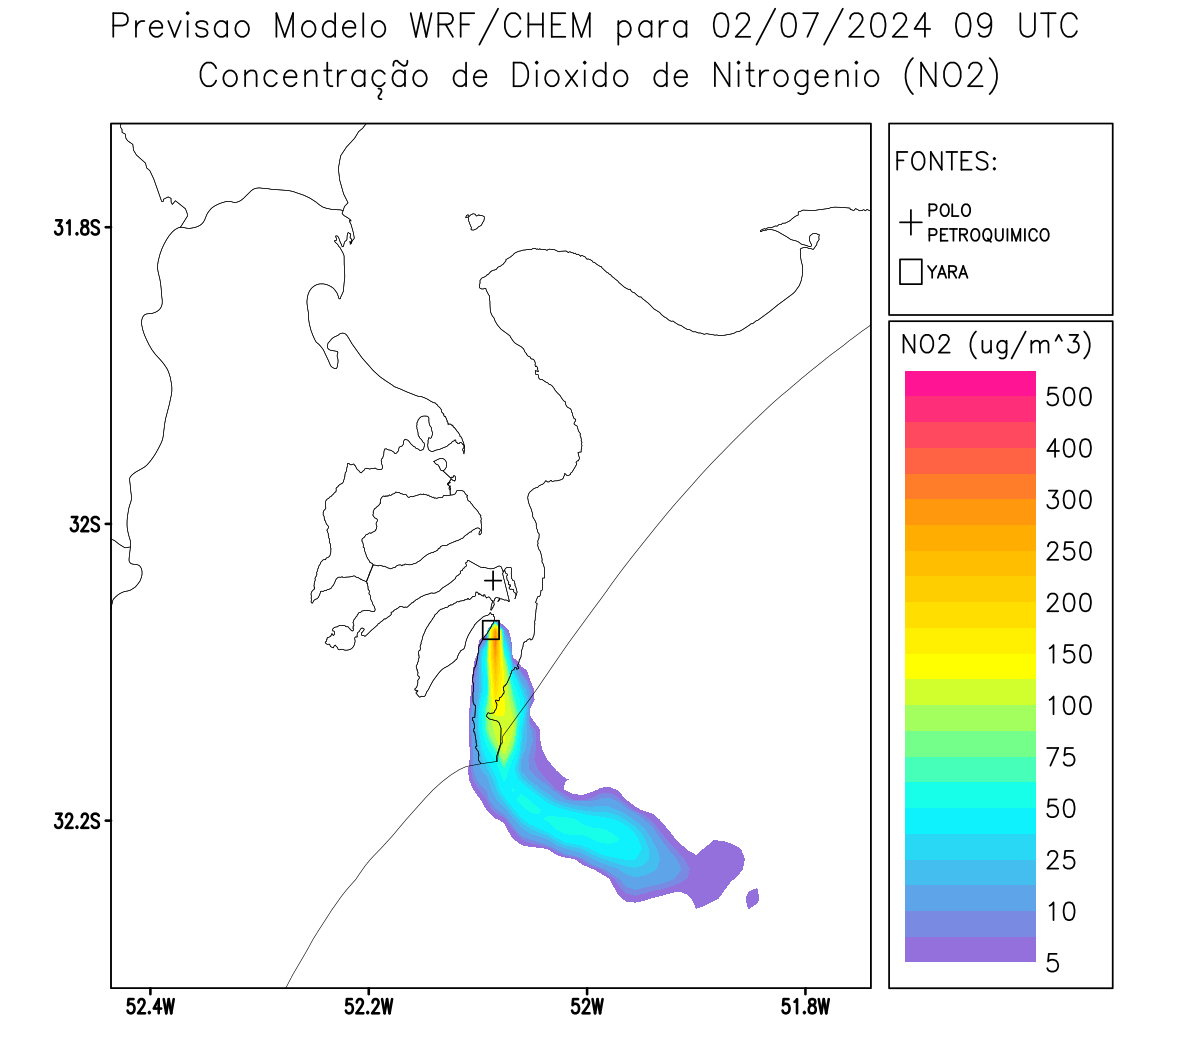 Previsao Modelo WRF/CHEM para 02/07/2024 09 UTC
Concentração de Dioxido de Nitrogenio (NO2)
FONTES:
POLO
PETROQUIMICO
YARA
NO2 (ug/m^3)
500
400
300
250
200
150
100
75
50
25
10
5
31.8S
32S
32.2S
52.4W
52.2W
52W
51.8W